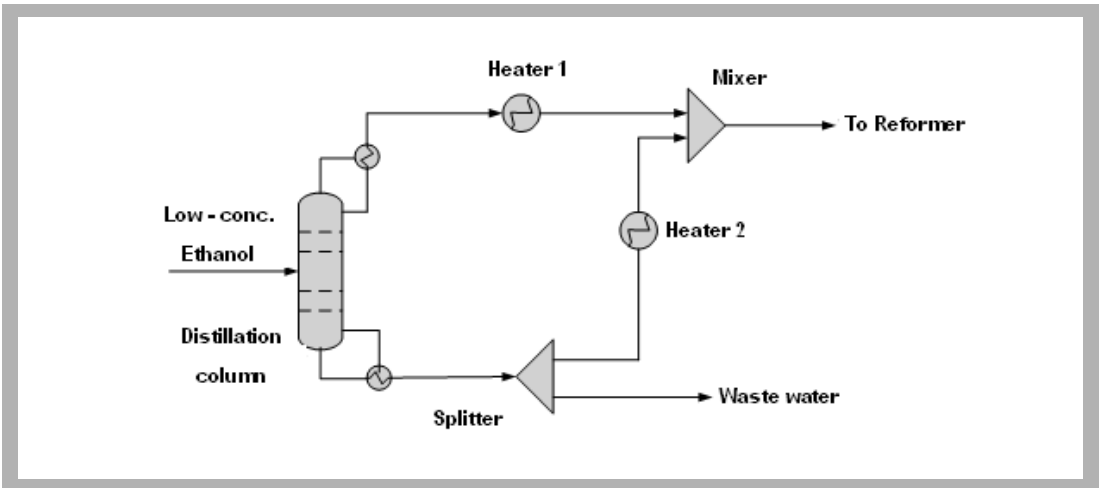 Heater 1
Mixer
To Reformer
Low - conc.
Ethanol
Heater 2
Distillation
column
Splitter
Waste water